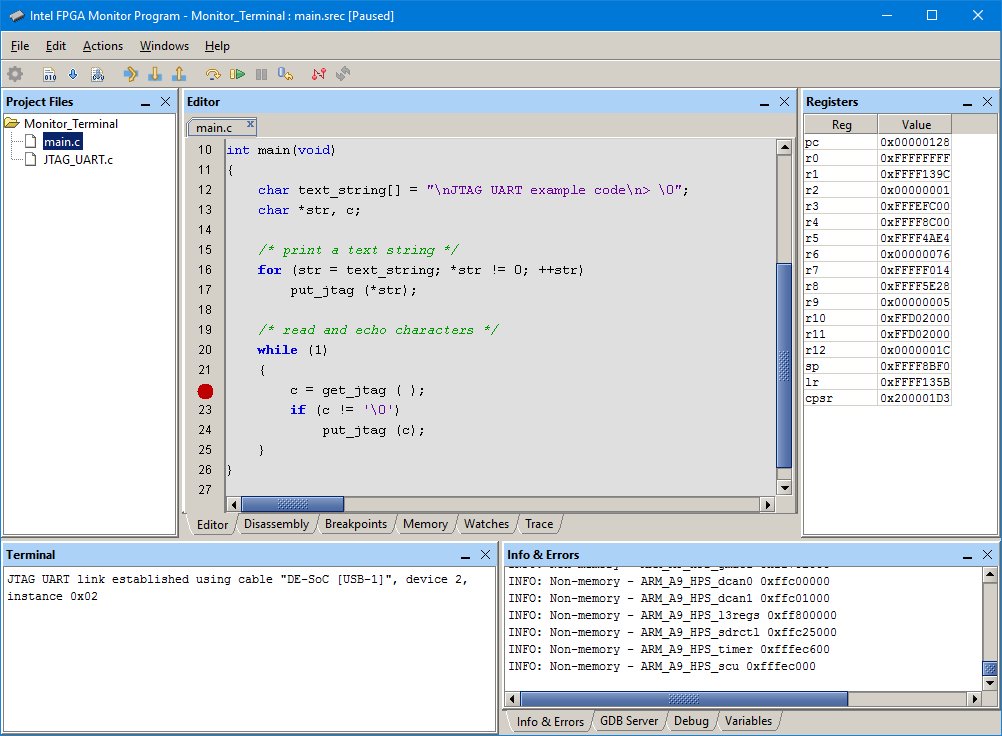 Intel FPGA Monitor Program - Monitor_Terminal : main.srec [Paused]
File Edit Actions Windows Help
Project Files
Monitor_Terminal
main.c
JTAG_UART.c
Editor
main.c
10 int main(void)
11 {
12     char text_string[] = "\nJTAG UART example code\n> \0";
13     char *str, c;
14
15     /* print a text string */
16     for (str = text_string; *str != 0; ++str)
17         put_jtag (*str);
18
19     /* read and echo characters */
20     while (1)
21     {
        c = get_jtag ( );
23         if (c != '\0')
24             put_jtag (c);
25     }
26 }
27
Editor Disassembly Breakpoints Memory Watches Trace
Registers
Reg Value
pc 0x00000128
r0 0xFFFFFFFF
r1 0xFFFF139C
r2 0x00000001
r3 0xFFFEFC00
r4 0xFFFF8C00
r5 0xFFFF4AE4
r6 0x00000076
r7 0xFFFFF014
r8 0xFFFF5E28
r9 0x00000005
r10 0xFFD02000
r11 0xFFD02000
r12 0x0000001C
sp 0xFFFF8BF0
lr 0xFFFF135B
cpsr 0x200001D3
Terminal
JTAG UART link established using cable "DE-SoC [USB-1]", device 2,
instance 0x02
Info & Errors
INFO: Non-memory - ARM_A9_HPS_dcan0 0xffc00000
INFO: Non-memory - ARM_A9_HPS_dcan1 0xffc01000
INFO: Non-memory - ARM_A9_HPS_l3regs 0xff800000
INFO: Non-memory - ARM_A9_HPS_sdrctl 0xffc25000
INFO: Non-memory - ARM_A9_HPS_timer 0xfffec600
INFO: Non-memory - ARM_A9_HPS_scu 0xfffec000
Info & Errors GDB Server Debug Variables